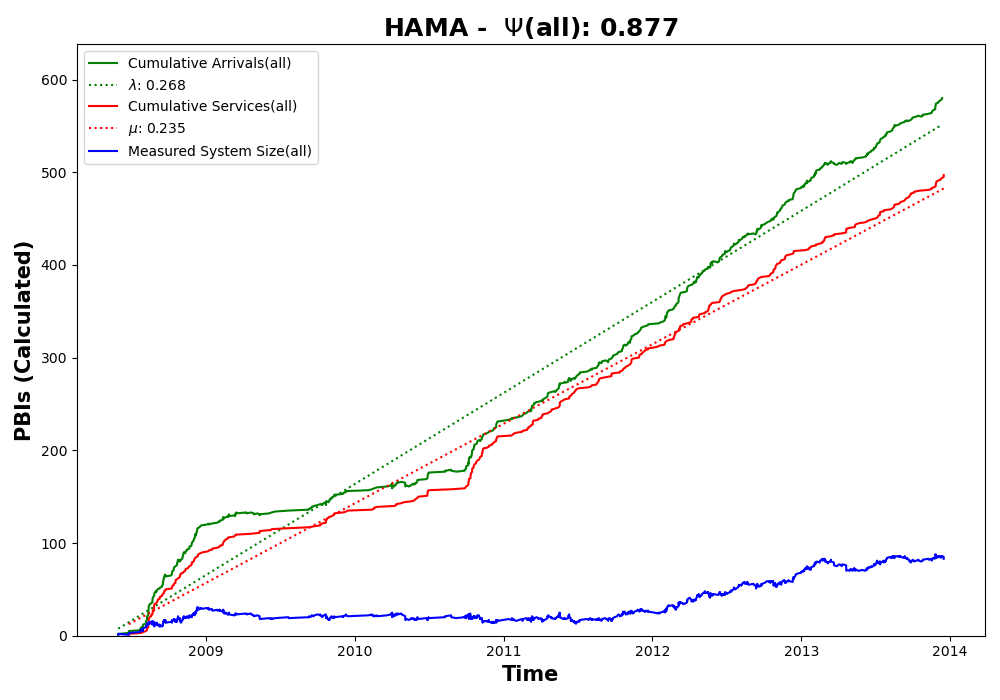 HAMA - Ψ(all): 0.877
Cumulative Arrivals(all)
λ: 0.268
Cumulative Services(all)
μ: 0.235
Measured System Size(all)
PBIs (Calculated)
600
500
400
300
200
100
0
2009 2010 2011 2012 2013 2014
Time